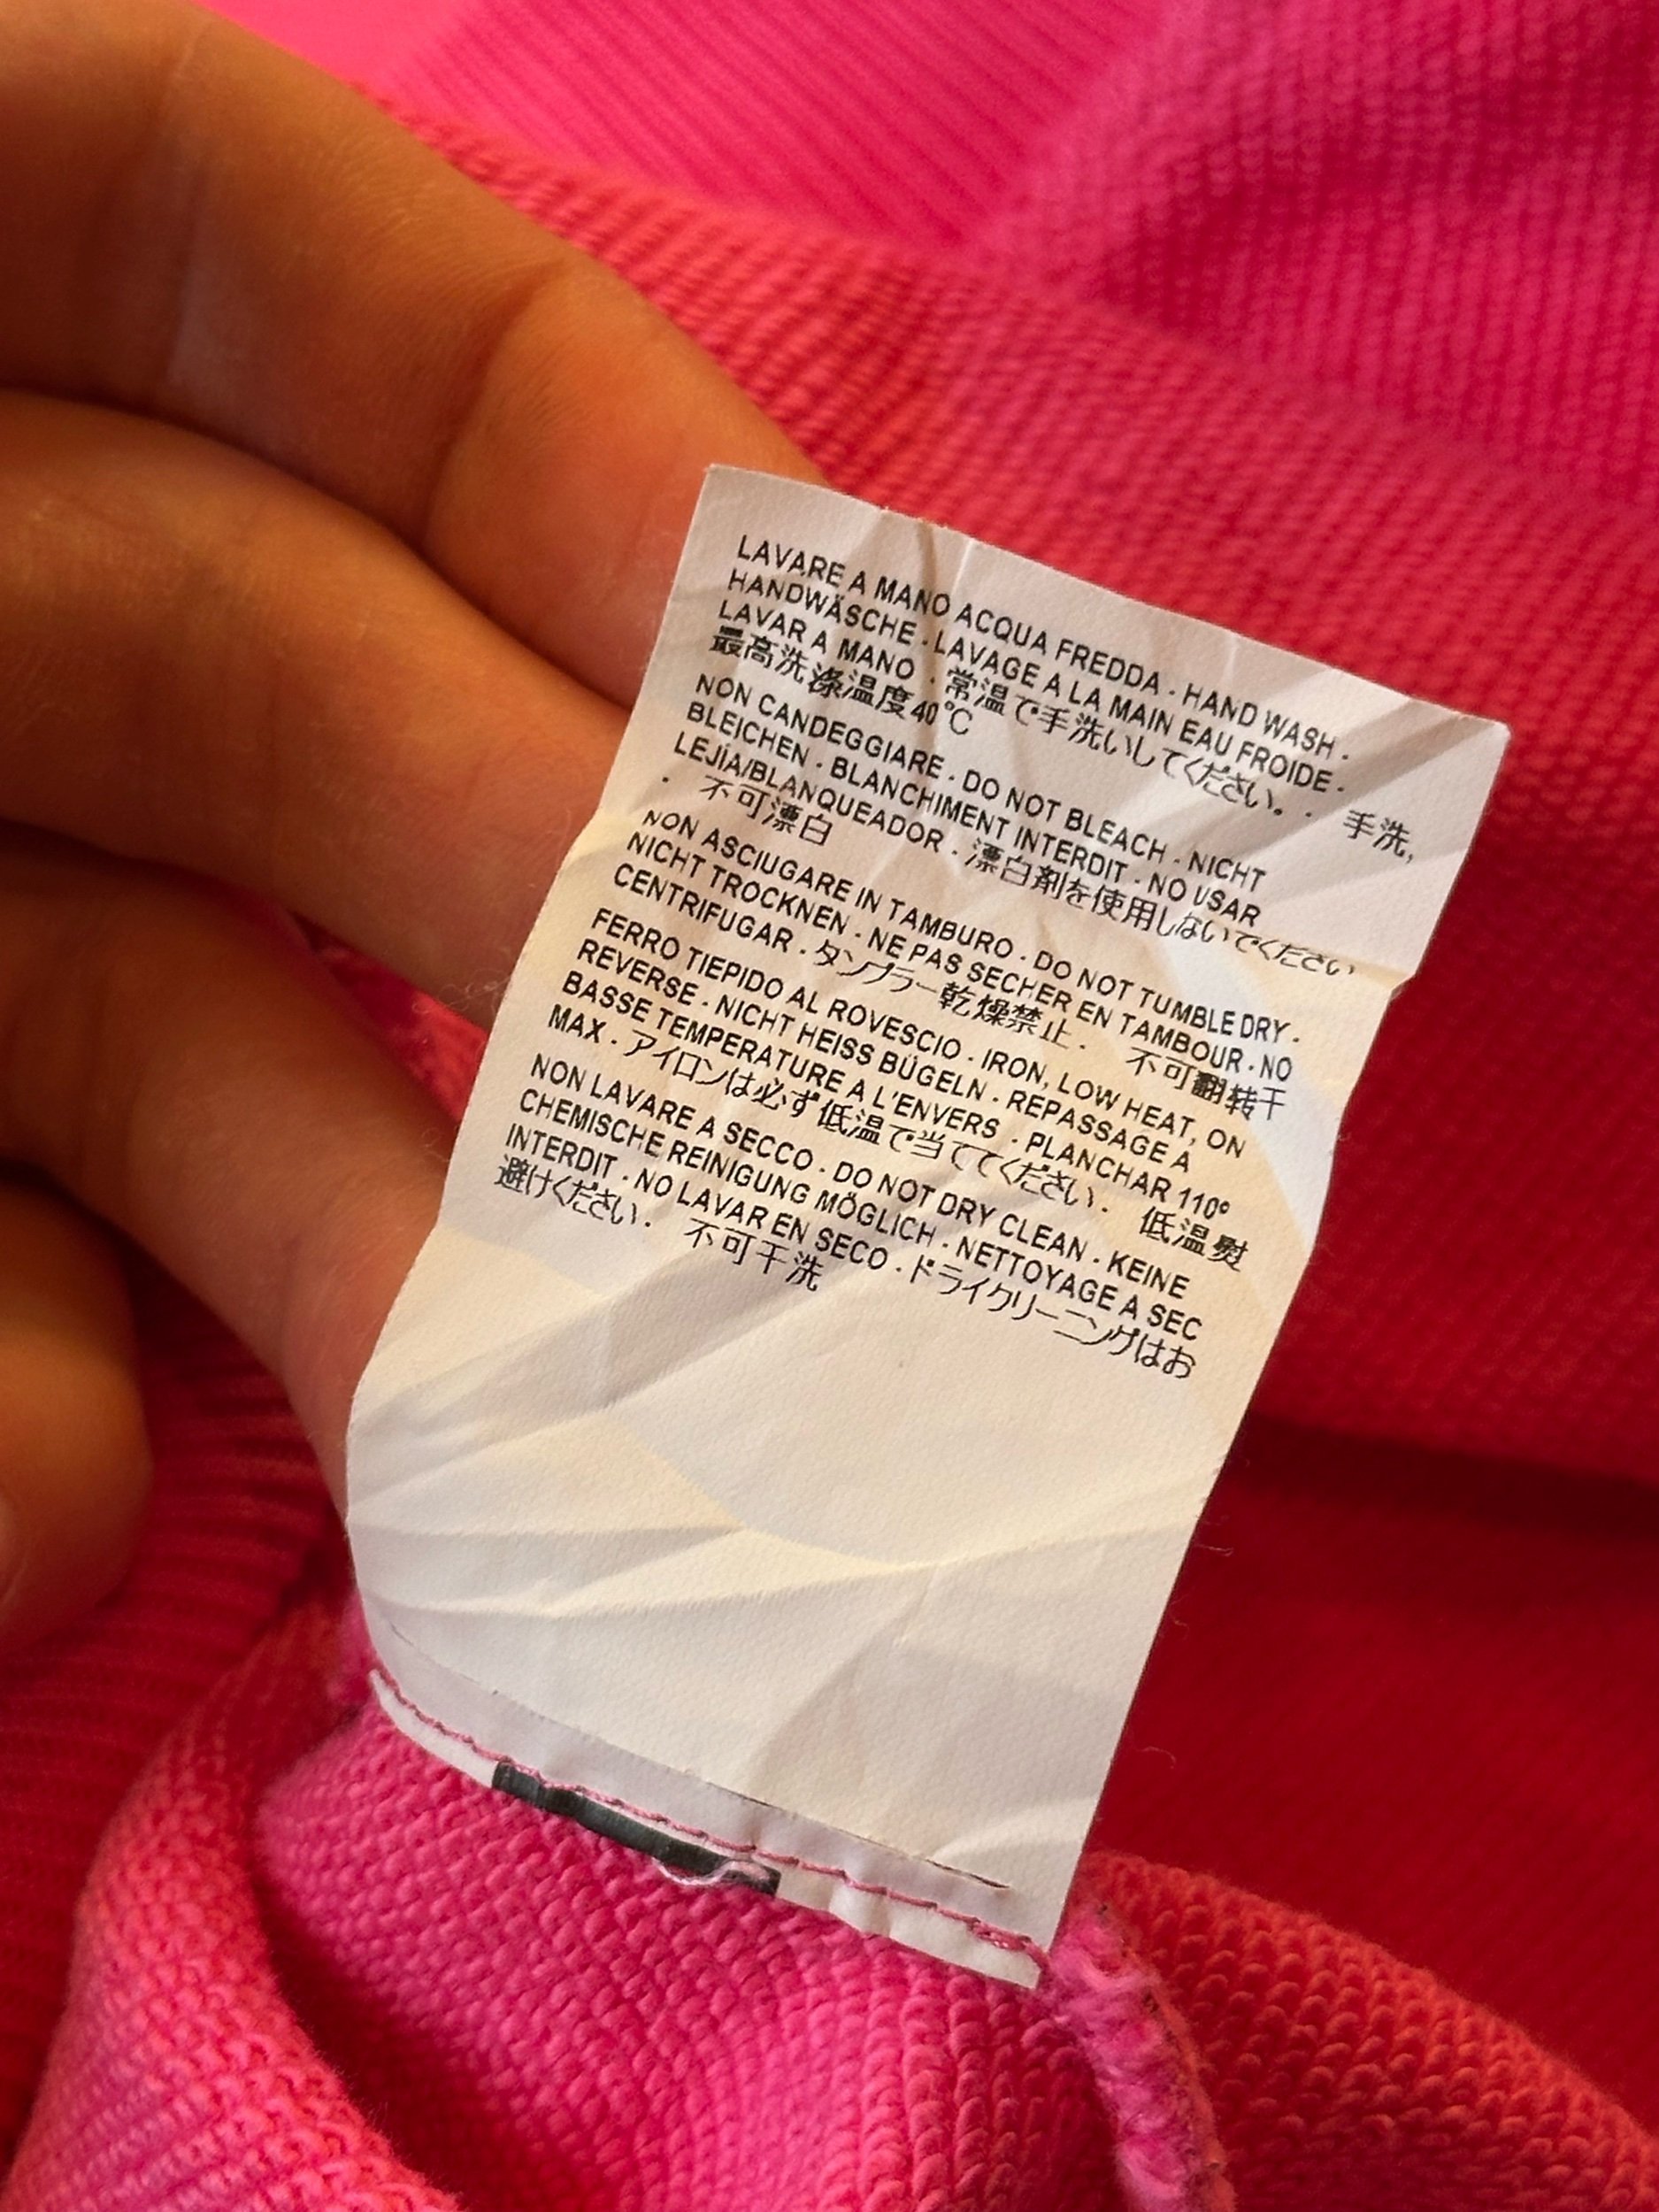 LAVARE A MANO ACQUA FREDDA - HAND WASH -
HANDWÄSCHE - LAVAGE A LA MAIN EAU FROIDE -
LAVAR A MANO - 常温で手洗いしてください。- 手洗,
最高洗涤温度40℃
NON CANDEGGIARE - DO NOT BLEACH - NICHT
BLEICHEN - BLANCHIMENT INTERDIT - NO USAR
LEJÍA/BLANQUEADOR - 漂白剤を使用しないでください
- 不可漂白
NON ASCIUGARE IN TAMBURO - DO NOT TUMBLE DRY -
NICHT TROCKNEN - NE PAS SECHER EN TAMBOUR - NO
CENTRIFUGAR - タンブラー乾燥禁止 - 不可翻转干
FERRO TIEPIDO AL ROVESCIO - IRON, LOW HEAT, ON
REVERSE - NICHT HEISS BÜGELN - REPASSAGE A
BASSE TEMPERATURE A L'ENVERS - PLANCHAR 110º
MAX - アイロンは必ず低温で当ててください - 低温熨
NON LAVARE A SECCO - DO NOT DRY CLEAN - KEINE
CHEMISCHE REINIGUNG MÖGLICH - NETTOYAGE A SEC
INTERDIT - NO LAVAR EN SECO - ドライクリーニングはお
避けください - 不可干洗